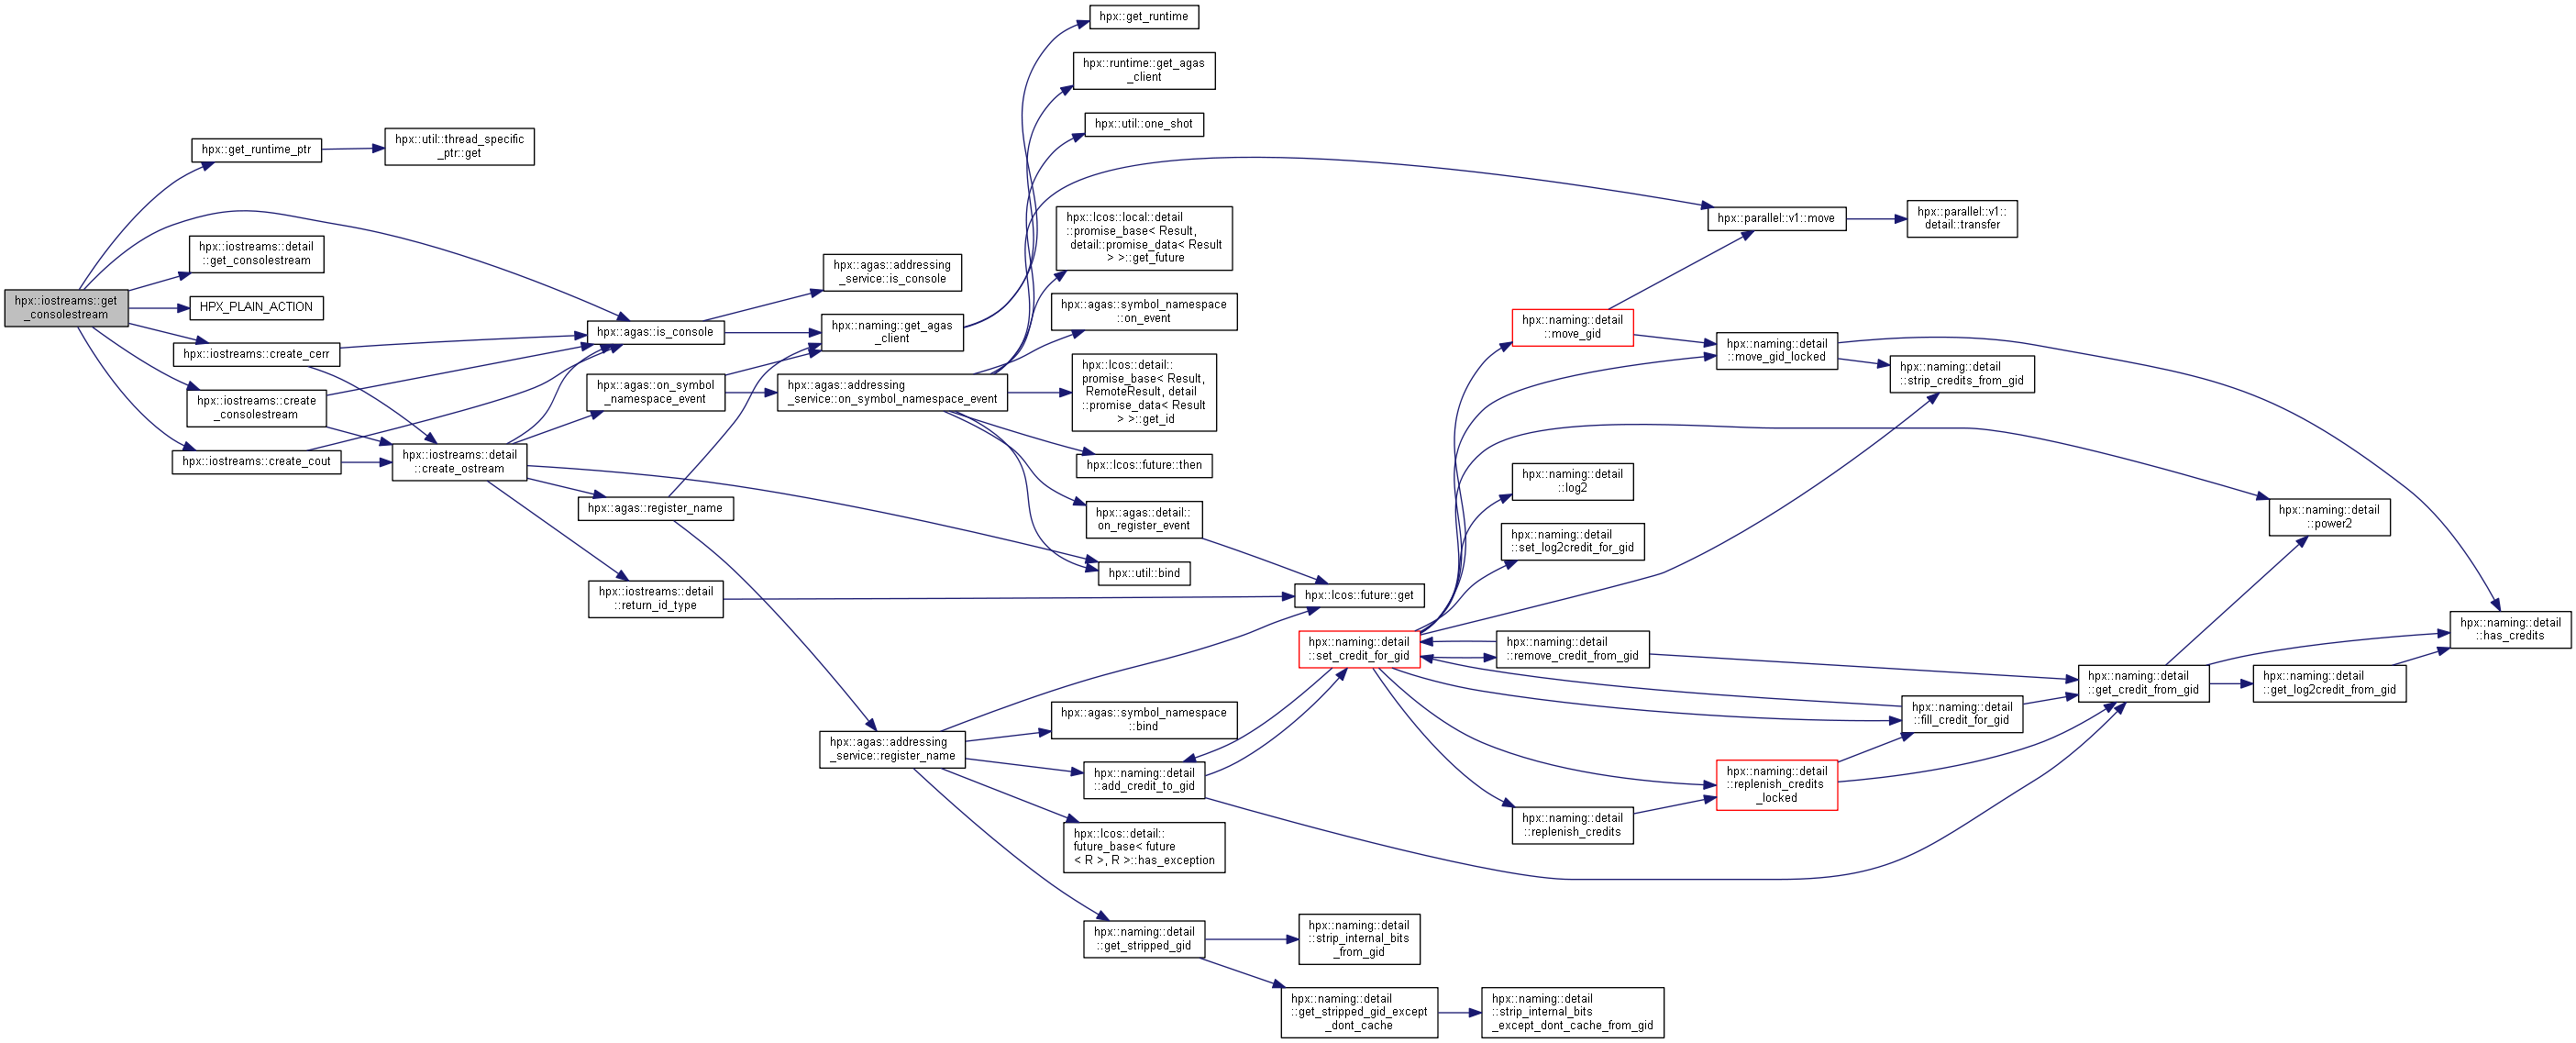 hpx::iostreams::get
_consolestream
hpx::get_runtime_ptr
hpx::util::thread_specific
_ptr::get
hpx::iostreams::detail
::get_consolestream
HPX_PLAIN_ACTION
hpx::iostreams::create_cerr
hpx::iostreams::create
_consolestream
hpx::iostreams::create_cout
hpx::iostreams::detail
::create_ostream
hpx::agas::is_console
hpx::agas::on_symbol
_namespace_event
hpx::agas::register_name
hpx::iostreams::detail
::return_id_type
hpx::agas::addressing
_service::is_console
hpx::naming::get_agas
_client
hpx::agas::addressing
_service::on_symbol_namespace_event
hpx::agas::addressing
_service::register_name
hpx::get_runtime
hpx::runtime::get_agas
_client
hpx::util::one_shot
hpx::lcos::local::detail
::promise_base< Result,
detail::promise_data< Result
> >::get_future
hpx::agas::symbol_namespace
::on_event
hpx::lcos::detail::
promise_base< Result,
RemoteResult, detail
::promise_data< Result
> >::get_id
hpx::lcos::future::then
hpx::agas::detail::
on_register_event
hpx::util::bind
hpx::lcos::future::get
hpx::agas::symbol_namespace
::bind
hpx::naming::detail
::add_credit_to_gid
hpx::lcos::detail::
future_base< future
< R >, R >::has_exception
hpx::naming::detail
::get_stripped_gid
hpx::naming::detail
::set_credit_for_gid
hpx::naming::detail
::strip_internal_bits
_from_gid
hpx::naming::detail
::get_stripped_gid_except
_dont_cache
hpx::naming::detail
::strip_internal_bits
_except_dont_cache_from_gid
hpx::parallel::v1::move
hpx::parallel::v1::
detail::transfer
hpx::naming::detail
::move_gid
hpx::naming::detail
::move_gid_locked
hpx::naming::detail
::strip_credits_from_gid
hpx::naming::detail
::log2
hpx::naming::detail
::set_log2credit_for_gid
hpx::naming::detail
::remove_credit_from_gid
hpx::naming::detail
::replenish_credits
hpx::naming::detail
::replenish_credits
_locked
hpx::naming::detail
::fill_credit_for_gid
hpx::naming::detail
::get_credit_from_gid
hpx::naming::detail
::power2
hpx::naming::detail
::get_log2credit_from_gid
hpx::naming::detail
::has_credits